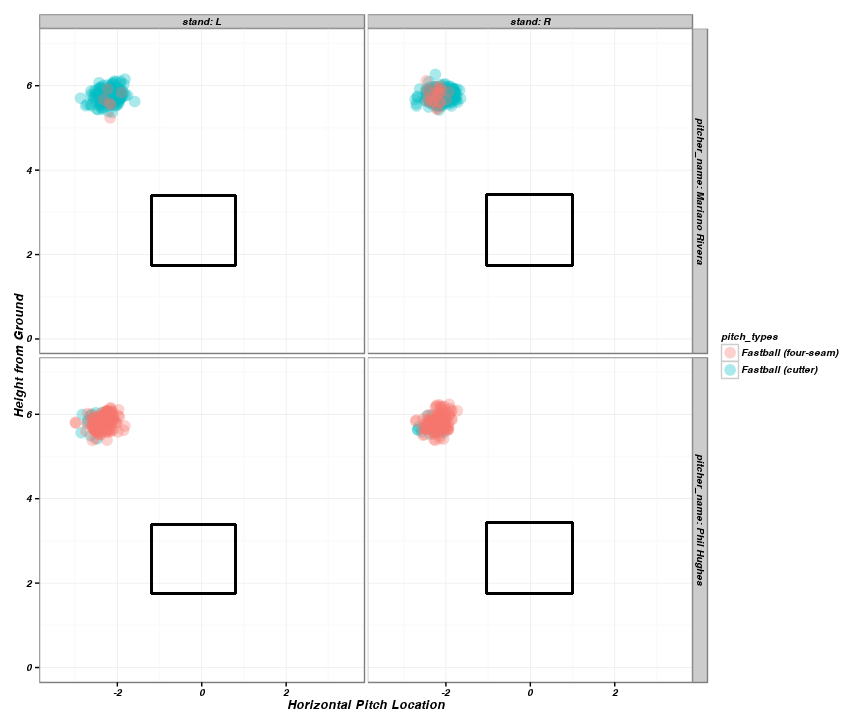 stand: L
stand: R
6
4
2
0
pitcher_name: Mariano Rivera
6
4
2
0
pitcher_name: Phil Hughes
Height from Ground
-2
0
2
-2
0
2
Horizontal Pitch Location
pitch_types
Fastball (four-seam)
Fastball (cutter)